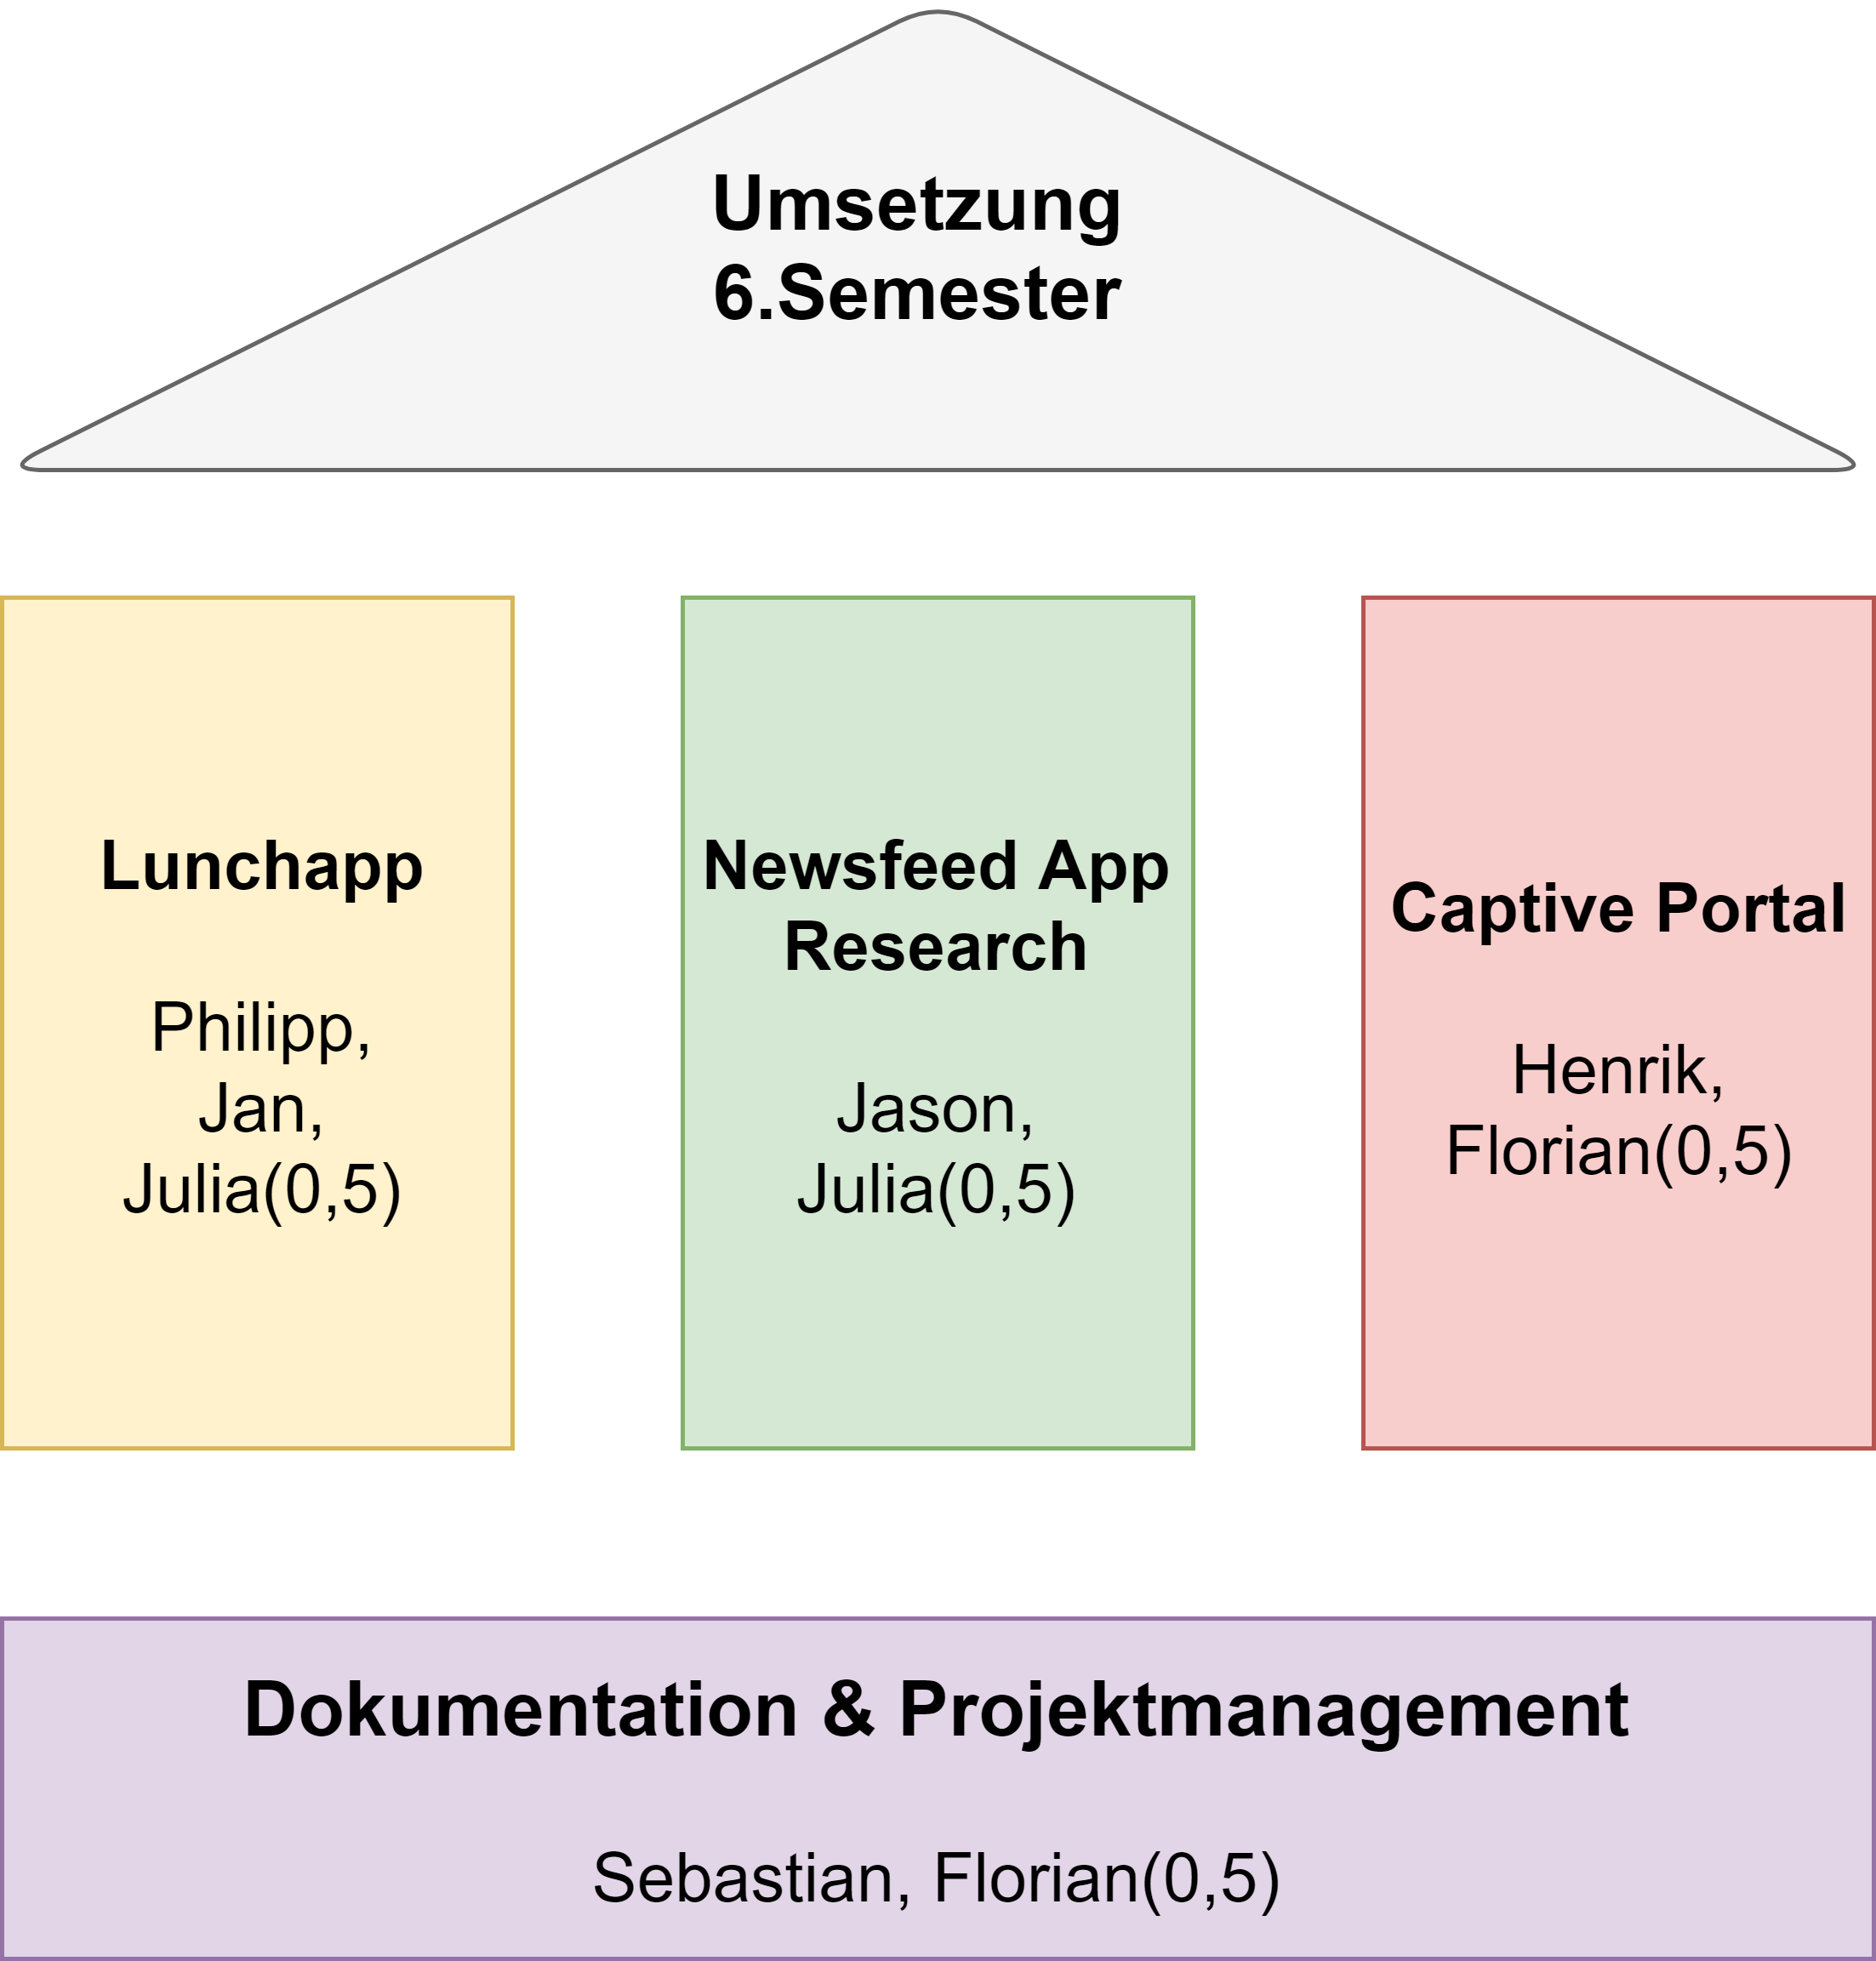 Umsetzung
6.Semester
Lunchapp
Philipp,
Jan,
Julia(0,5)
Newsfeed App
Research
Jason,
Julia(0,5)
Captive Portal
Henrik,
Florian(0,5)
Dokumentation & Projektmanagement
Sebastian, Florian(0,5)